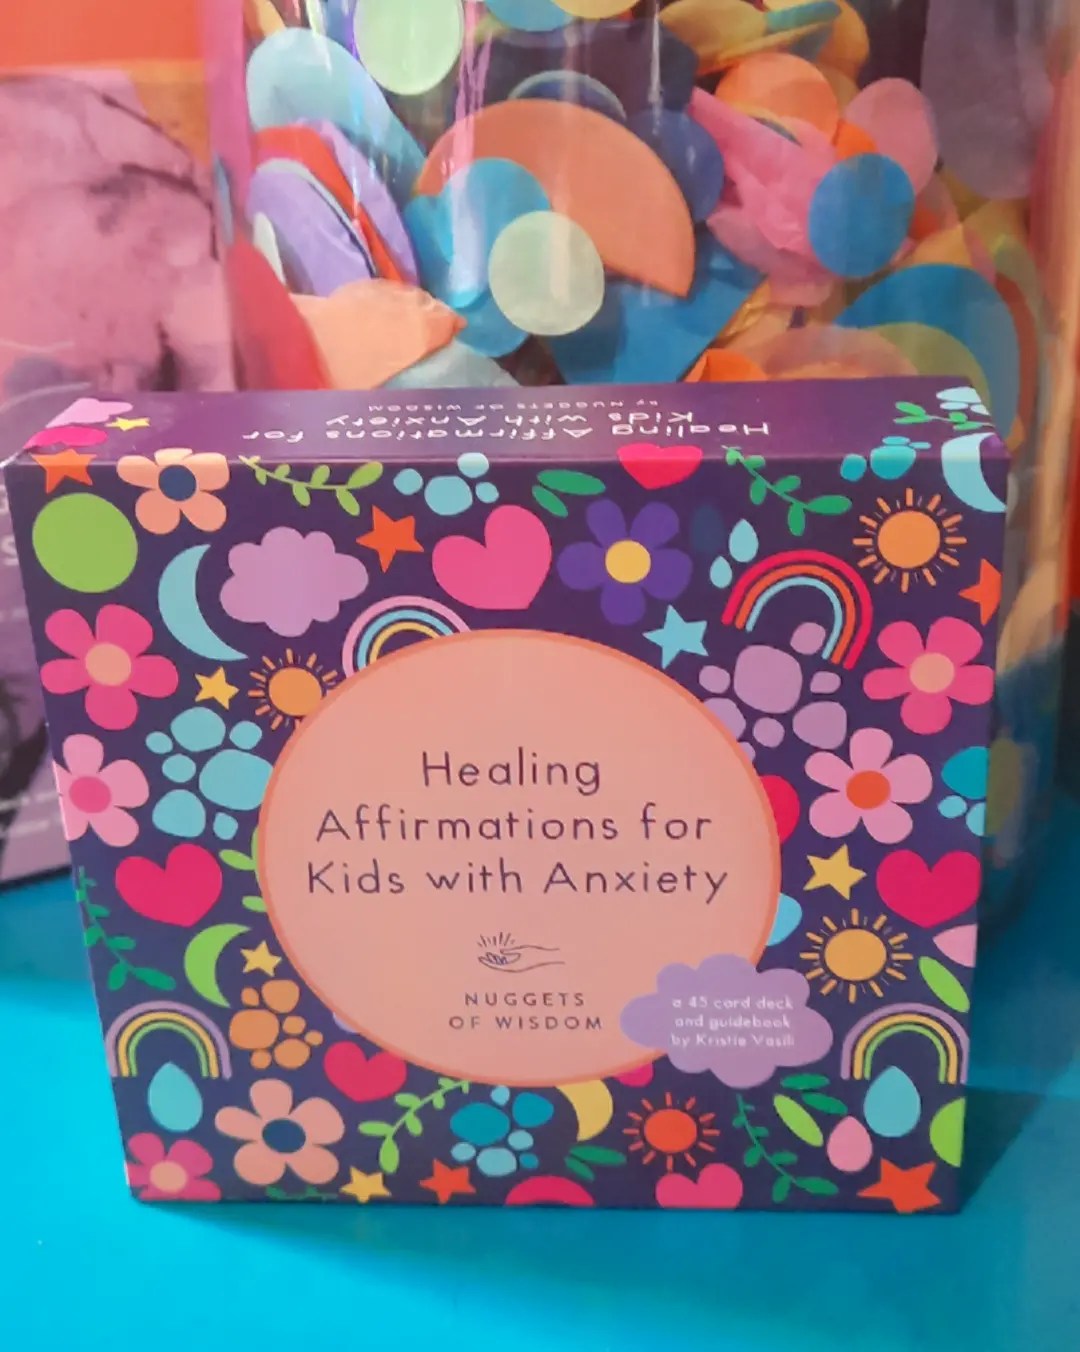 Healing Affirmations for
Kids with Anxiety
by NUGGETS OF WISDOM
Healing
Affirmations for
Kids with Anxiety
NUGGETS
OF WISDOM
a 45 card deck
and guidebook
by Kristie Vasili